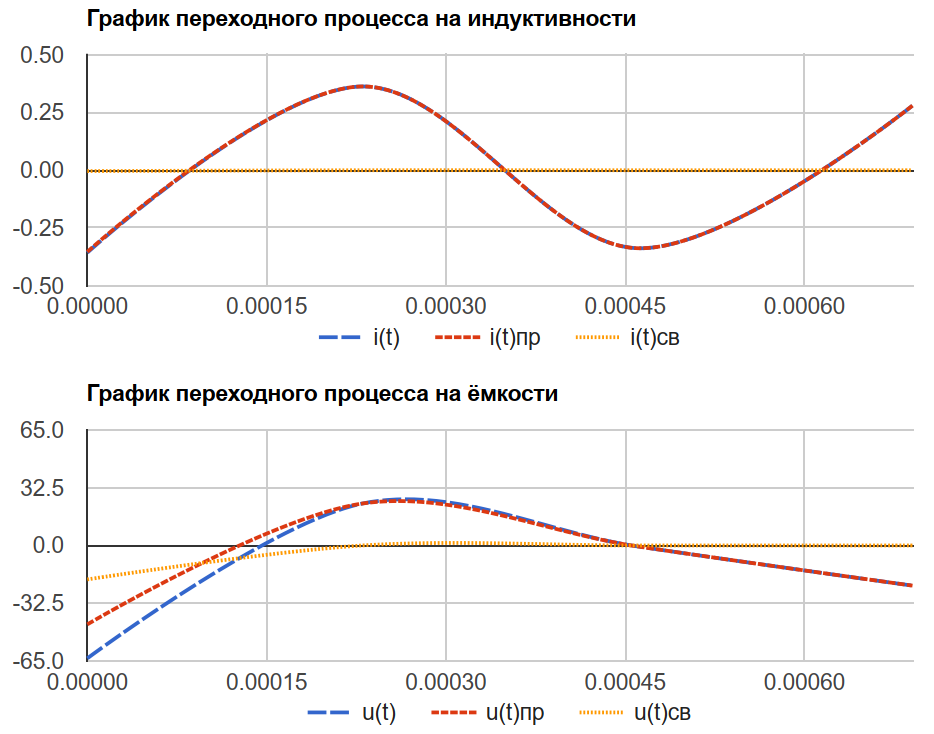 График переходного процесса на индуктивности
0.50
0.25
0.00
-0.25
-0.50
0.00000 0.00015 0.00030 0.00045 0.00060
i(t) i(t)пр i(t)св
График переходного процесса на ёмкости
65.0
32.5
0.0
-32.5
-65.0
0.00000 0.00015 0.00030 0.00045 0.00060
u(t) u(t)пр u(t)св